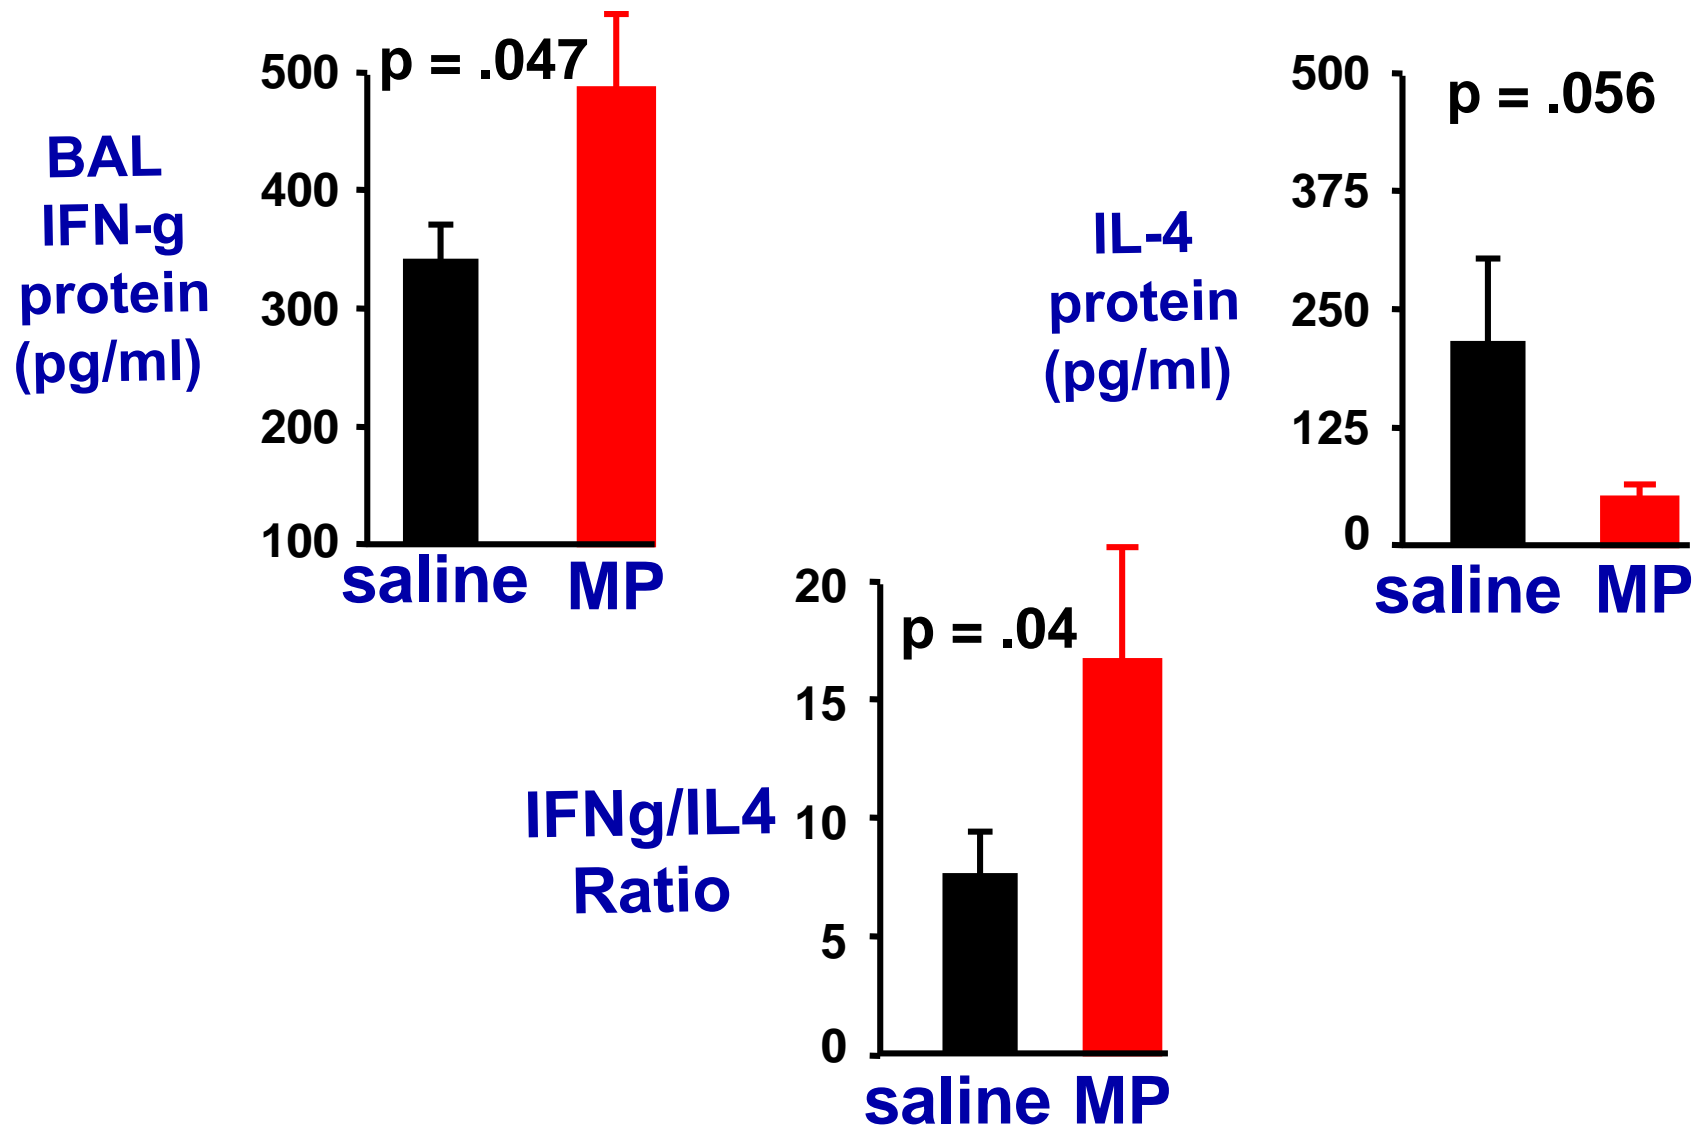 BAL
IFN-g
protein
(pg/ml)
500
400
300
200
100
p = .047
saline MP
IL-4
protein
(pg/ml)
500
375
250
125
0
p = .056
saline MP
IFNg/IL4
Ratio
20
15
10
5
0
p = .04
saline MP